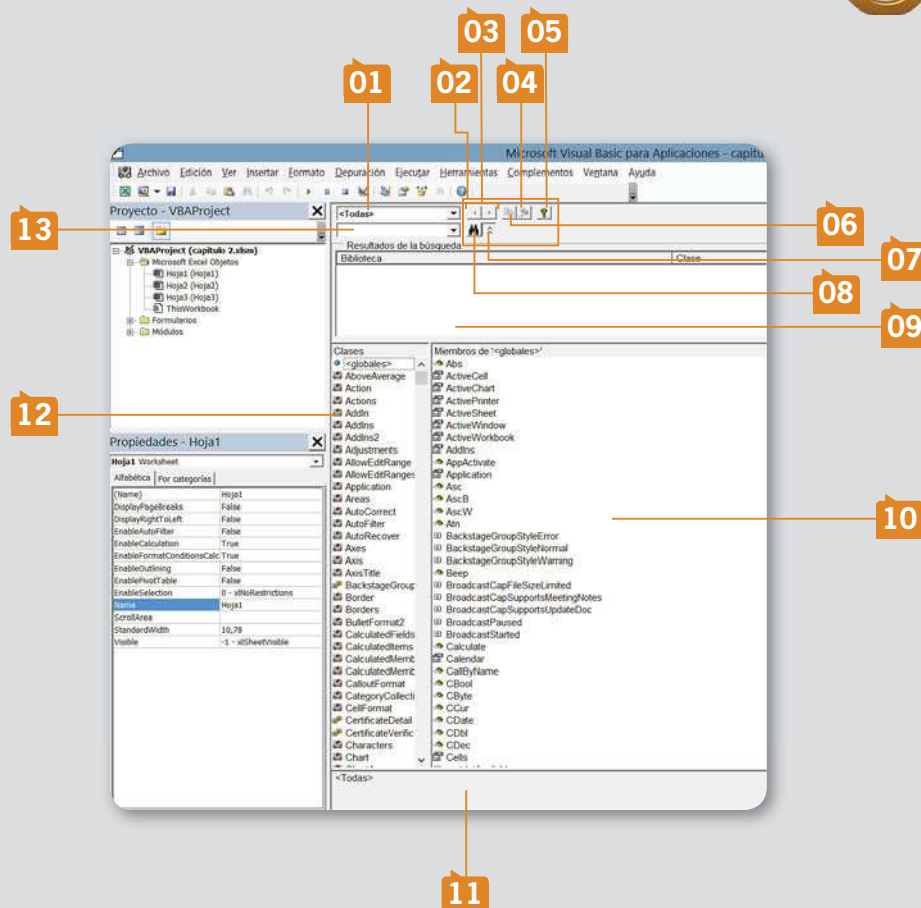 03
05
01
02
04
Microsoft Visual Basic para Aplicaciones - capitu
Archivo Edición Ver Insertar Formato Depuración Ejecutar Herramientas Complementos Ventana Ayuda
13
Proyecto - VBAProject
<Todas>
06
VBAProject (capitulo 2.xlsm)
Microsoft Excel Objetos
Hoja1 (Hoja1)
Hoja2 (Hoja2)
Hoja3 (Hoja3)
ThisWorkbook
Formularios
Módulos
Resultados de la búsqueda
Biblioteca
Clase
07
08
09
12
Propiedades - Hoja1
Hoja1 Worksheet
Alfabética
Por categorías
(Name) Hoja1
DisplayPageBreaks False
DisplayRightToLeft False
EnableAutoFilter False
EnableCalculation True
EnableFormatConditionsCalc True
EnableOutlining False
EnablePivotTable False
EnableSelection 0 - xlNoRestrictions
Name Hoja1
ScrollArea
StandardWidth 10,78
Visible -1 - xlSheetVisible
Clases
<globales>
AboveAverage
Action
Actions
AddIn
AddIns
AddIns2
Adjustments
AllowEditRange
AllowEditRanges
Application
Areas
AutoCorrect
AutoFilter
AutoRecover
Axes
Axis
AxisTitle
BackstageGroup
Border
Borders
BulletFormat2
CalculatedFields
CalculatedItems
CalculatedMemb
CalculatedMemb
CalloutFormat
CategoryCollecti
CellFormat
CertificateDetail
CertificateVerific
Characters
Chart
Miembros de '<globales>'
Abs
ActiveCell
ActiveChart
ActivePrinter
ActiveSheet
ActiveWindow
ActiveWorkbook
AddIns
AppActivate
Application
Asc
AscB
AscW
Atn
BackstageGroupStyleError
BackstageGroupStyleNormal
BackstageGroupStyleWarning
Beep
BroadcastCapFileSizeLimited
BroadcastCapSupportsMeetingNotes
BroadcastCapSupportsUpdateDoc
BroadcastPaused
BroadcastStarted
Calculate
Calendar
CallByName
CBool
CByte
CCur
CDate
CDbl
CDec
Cells
10
<Todas>
11